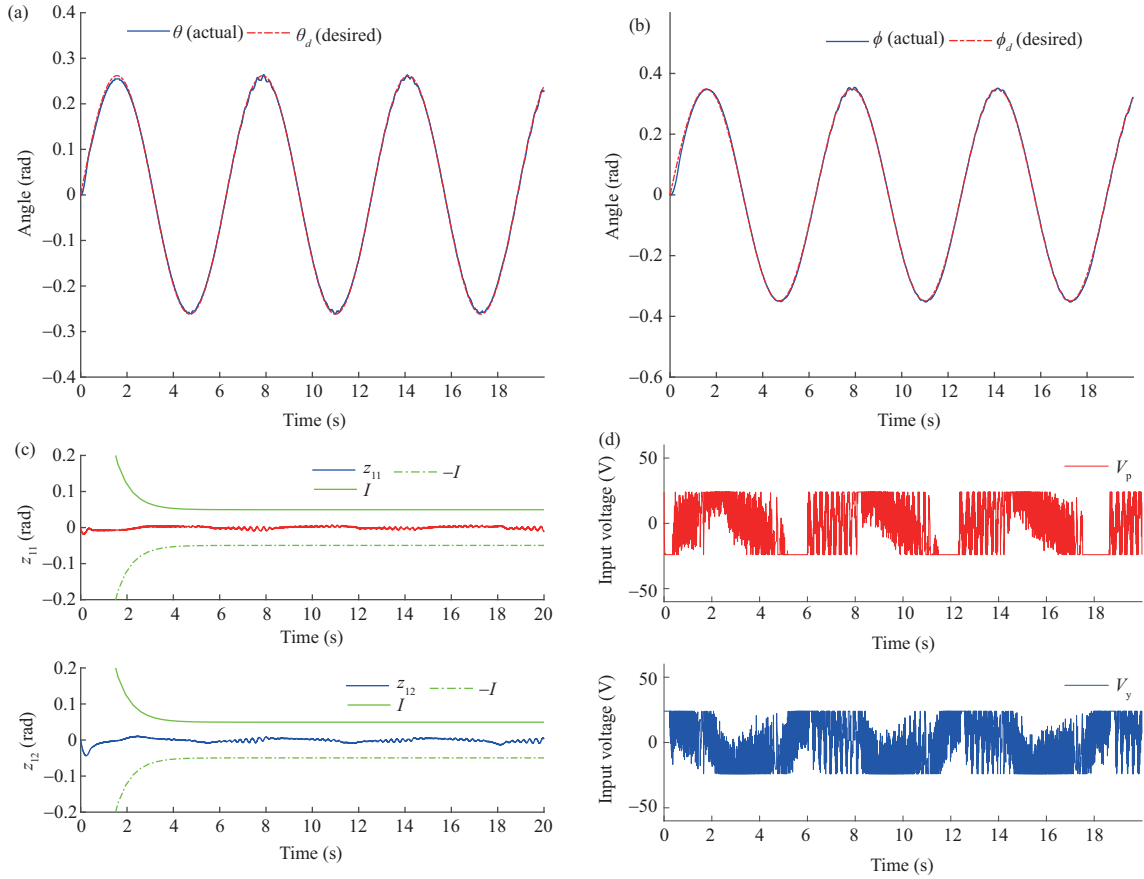 (a)
θ (actual) θd (desired)
0.4
0.3
0.2
0.1
0
–0.1
–0.2
–0.3
–0.4
Angle (rad)
0 2 4 6 8 10 12 14 16 18
Time (s)
(b)
ϕ (actual) ϕd (desired)
0.4
0.2
0
–0.2
–0.4
–0.6
Angle (rad)
0 2 4 6 8 10 12 14 16 18
Time (s)
(c)
z11 –I
I
0.2
0.1
0
–0.1
–0.2
z11 (rad)
0 2 4 6 8 10 12 14 16 18 20
Time (s)
z12 –I
I
0.2
0.1
0
–0.1
–0.2
z12 (rad)
0 2 4 6 8 10 12 14 16 18 20
Time (s)
(d)
Vp
50
0
–50
Input voltage (V)
0 2 4 6 8 10 12 14 16 18
Time (s)
Vy
50
0
–50
Input voltage (V)
0 2 4 6 8 10 12 14 16 18
Time (s)